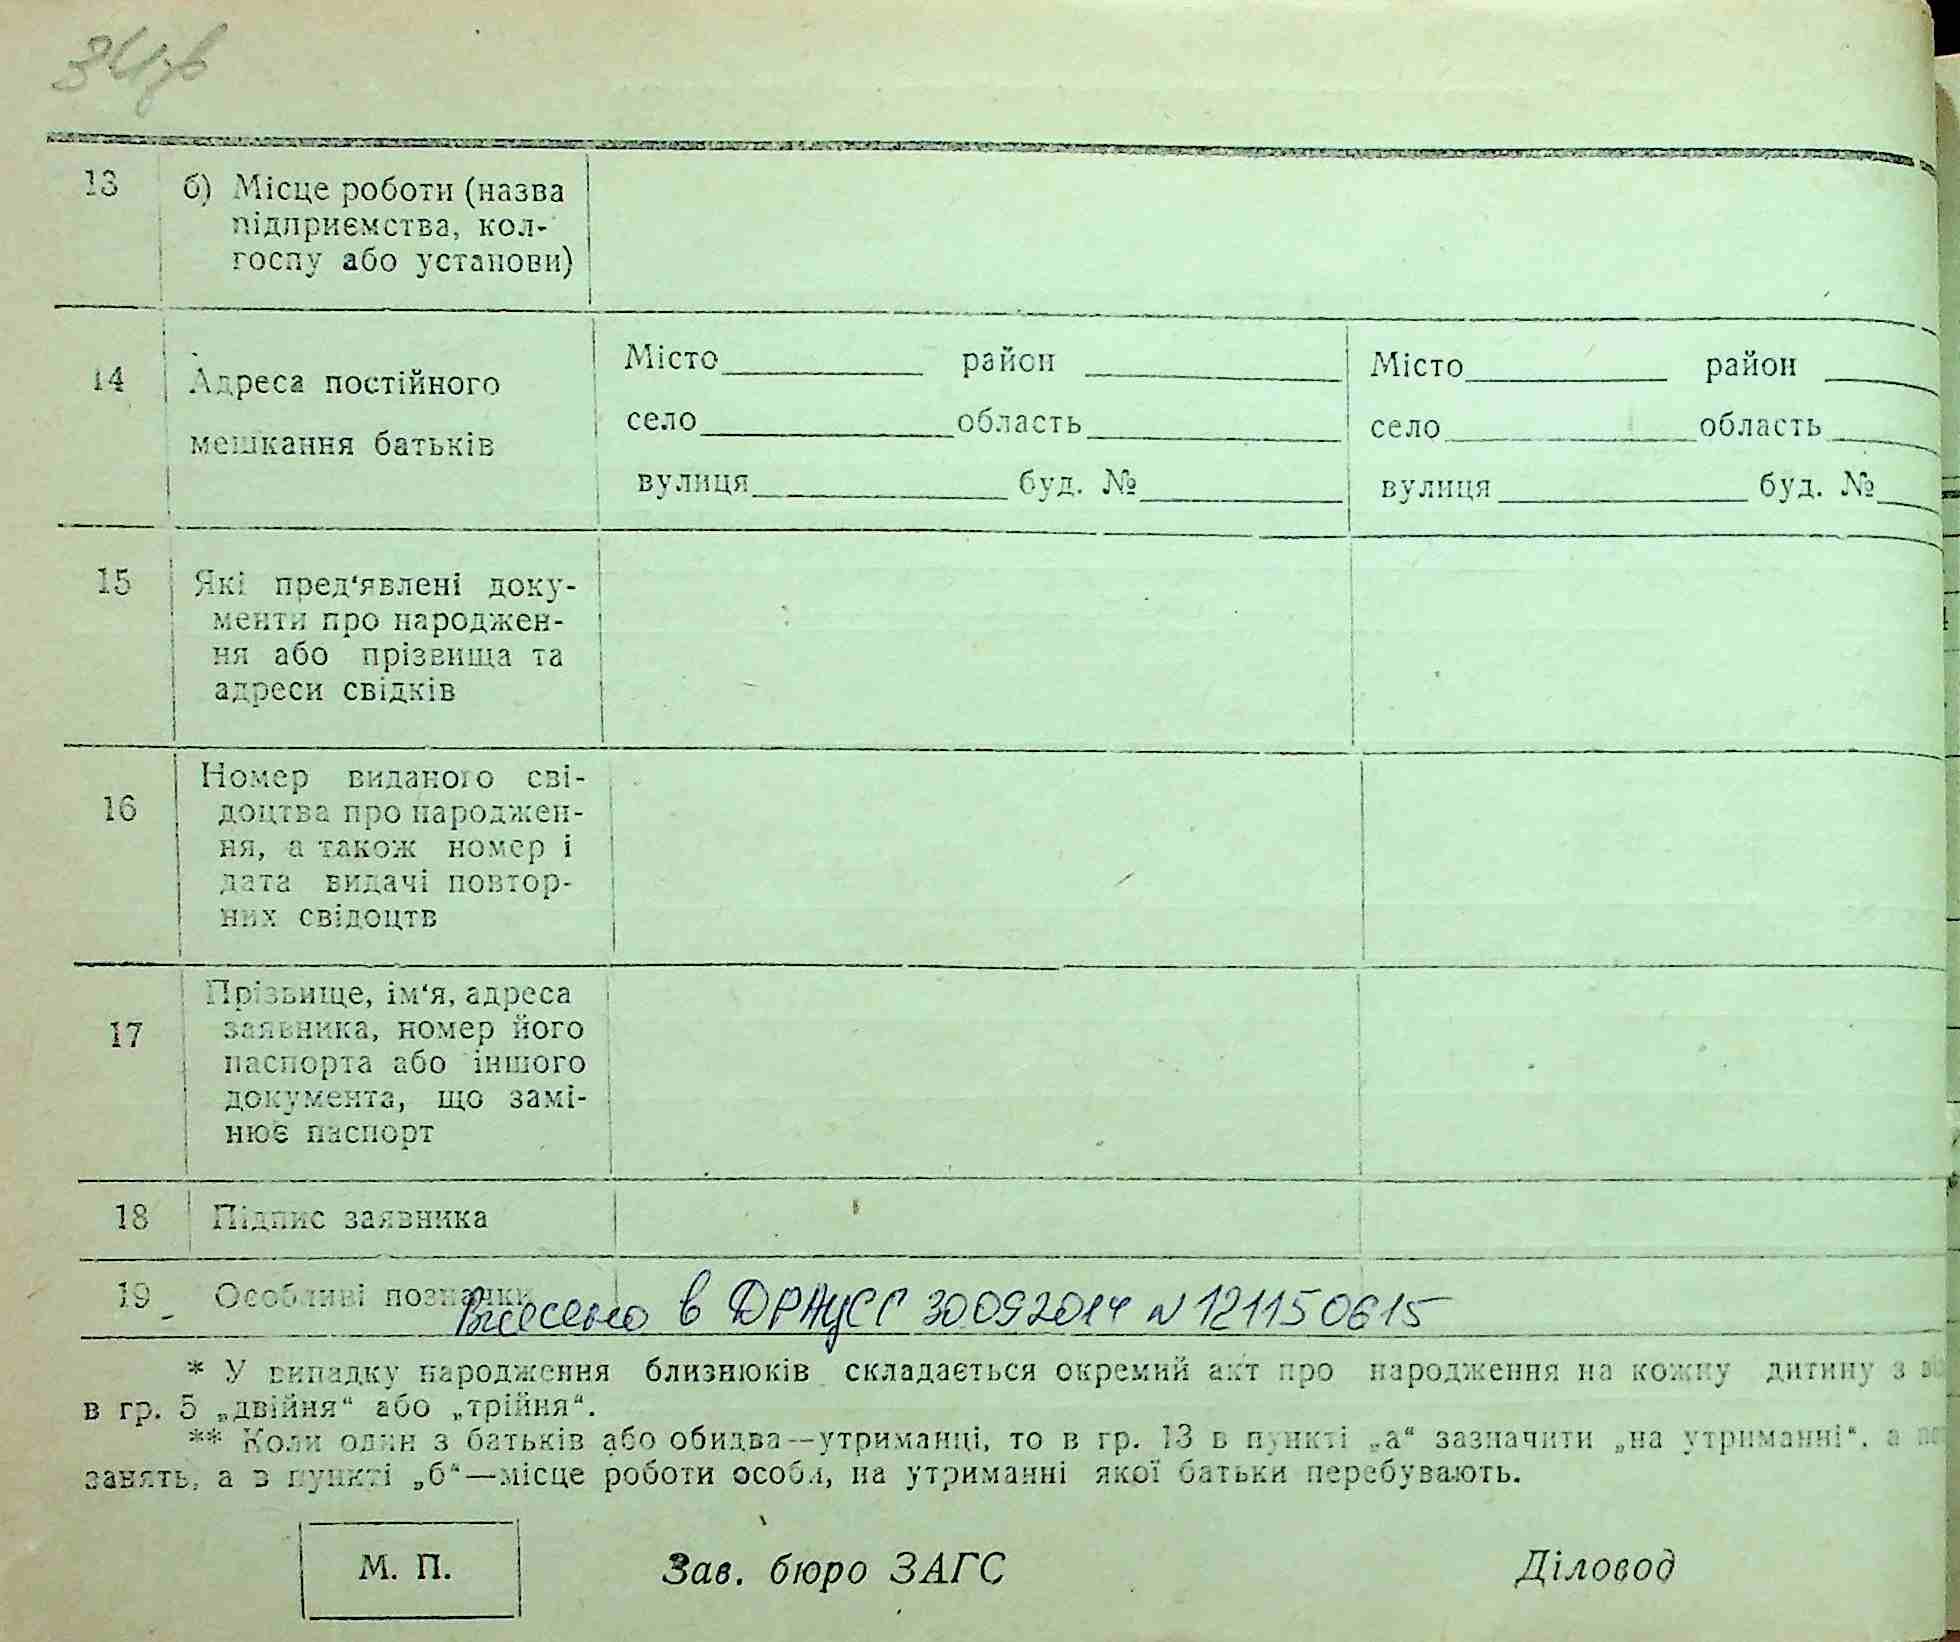 13 б) Місце роботи (назва
підприємства, кол-
госпу або установи)
14 Адреса постійного
мешкання батьків
Місто район
село область
вулиця буд. №
Місто район
село область
вулиця буд. №
15 Які пред‘явлені доку-
менти про народжен-
ня або прізвища та
адреси свідків
16 Номер виданого сві-
доцтва про народжен-
ня, а також номер і
дата видачі повтор-
них свідоцтв
17 Прізвище, ім‘я, адреса
заявника, номер його
паспорта або іншого
документа, що замі-
нює паспорт
18 Підпис заявника
19 Особливі позначки Внесено в ДРАЦСГ 30092014 N 121150615
* У випадку народження близнюків складається окремий акт про народження на кожну дитину з
в гр. 5 „двійня“ або „трійня“.
** Коли один з батьків або обидва—утриманці, то в гр. 13 в пункті „а“ зазначити „на утриманні“, а
занять, а в пункті „б“—місце роботи особи, на утриманні якої батьки перебувають.
М. П. Зав. бюро ЗАГС Діловод